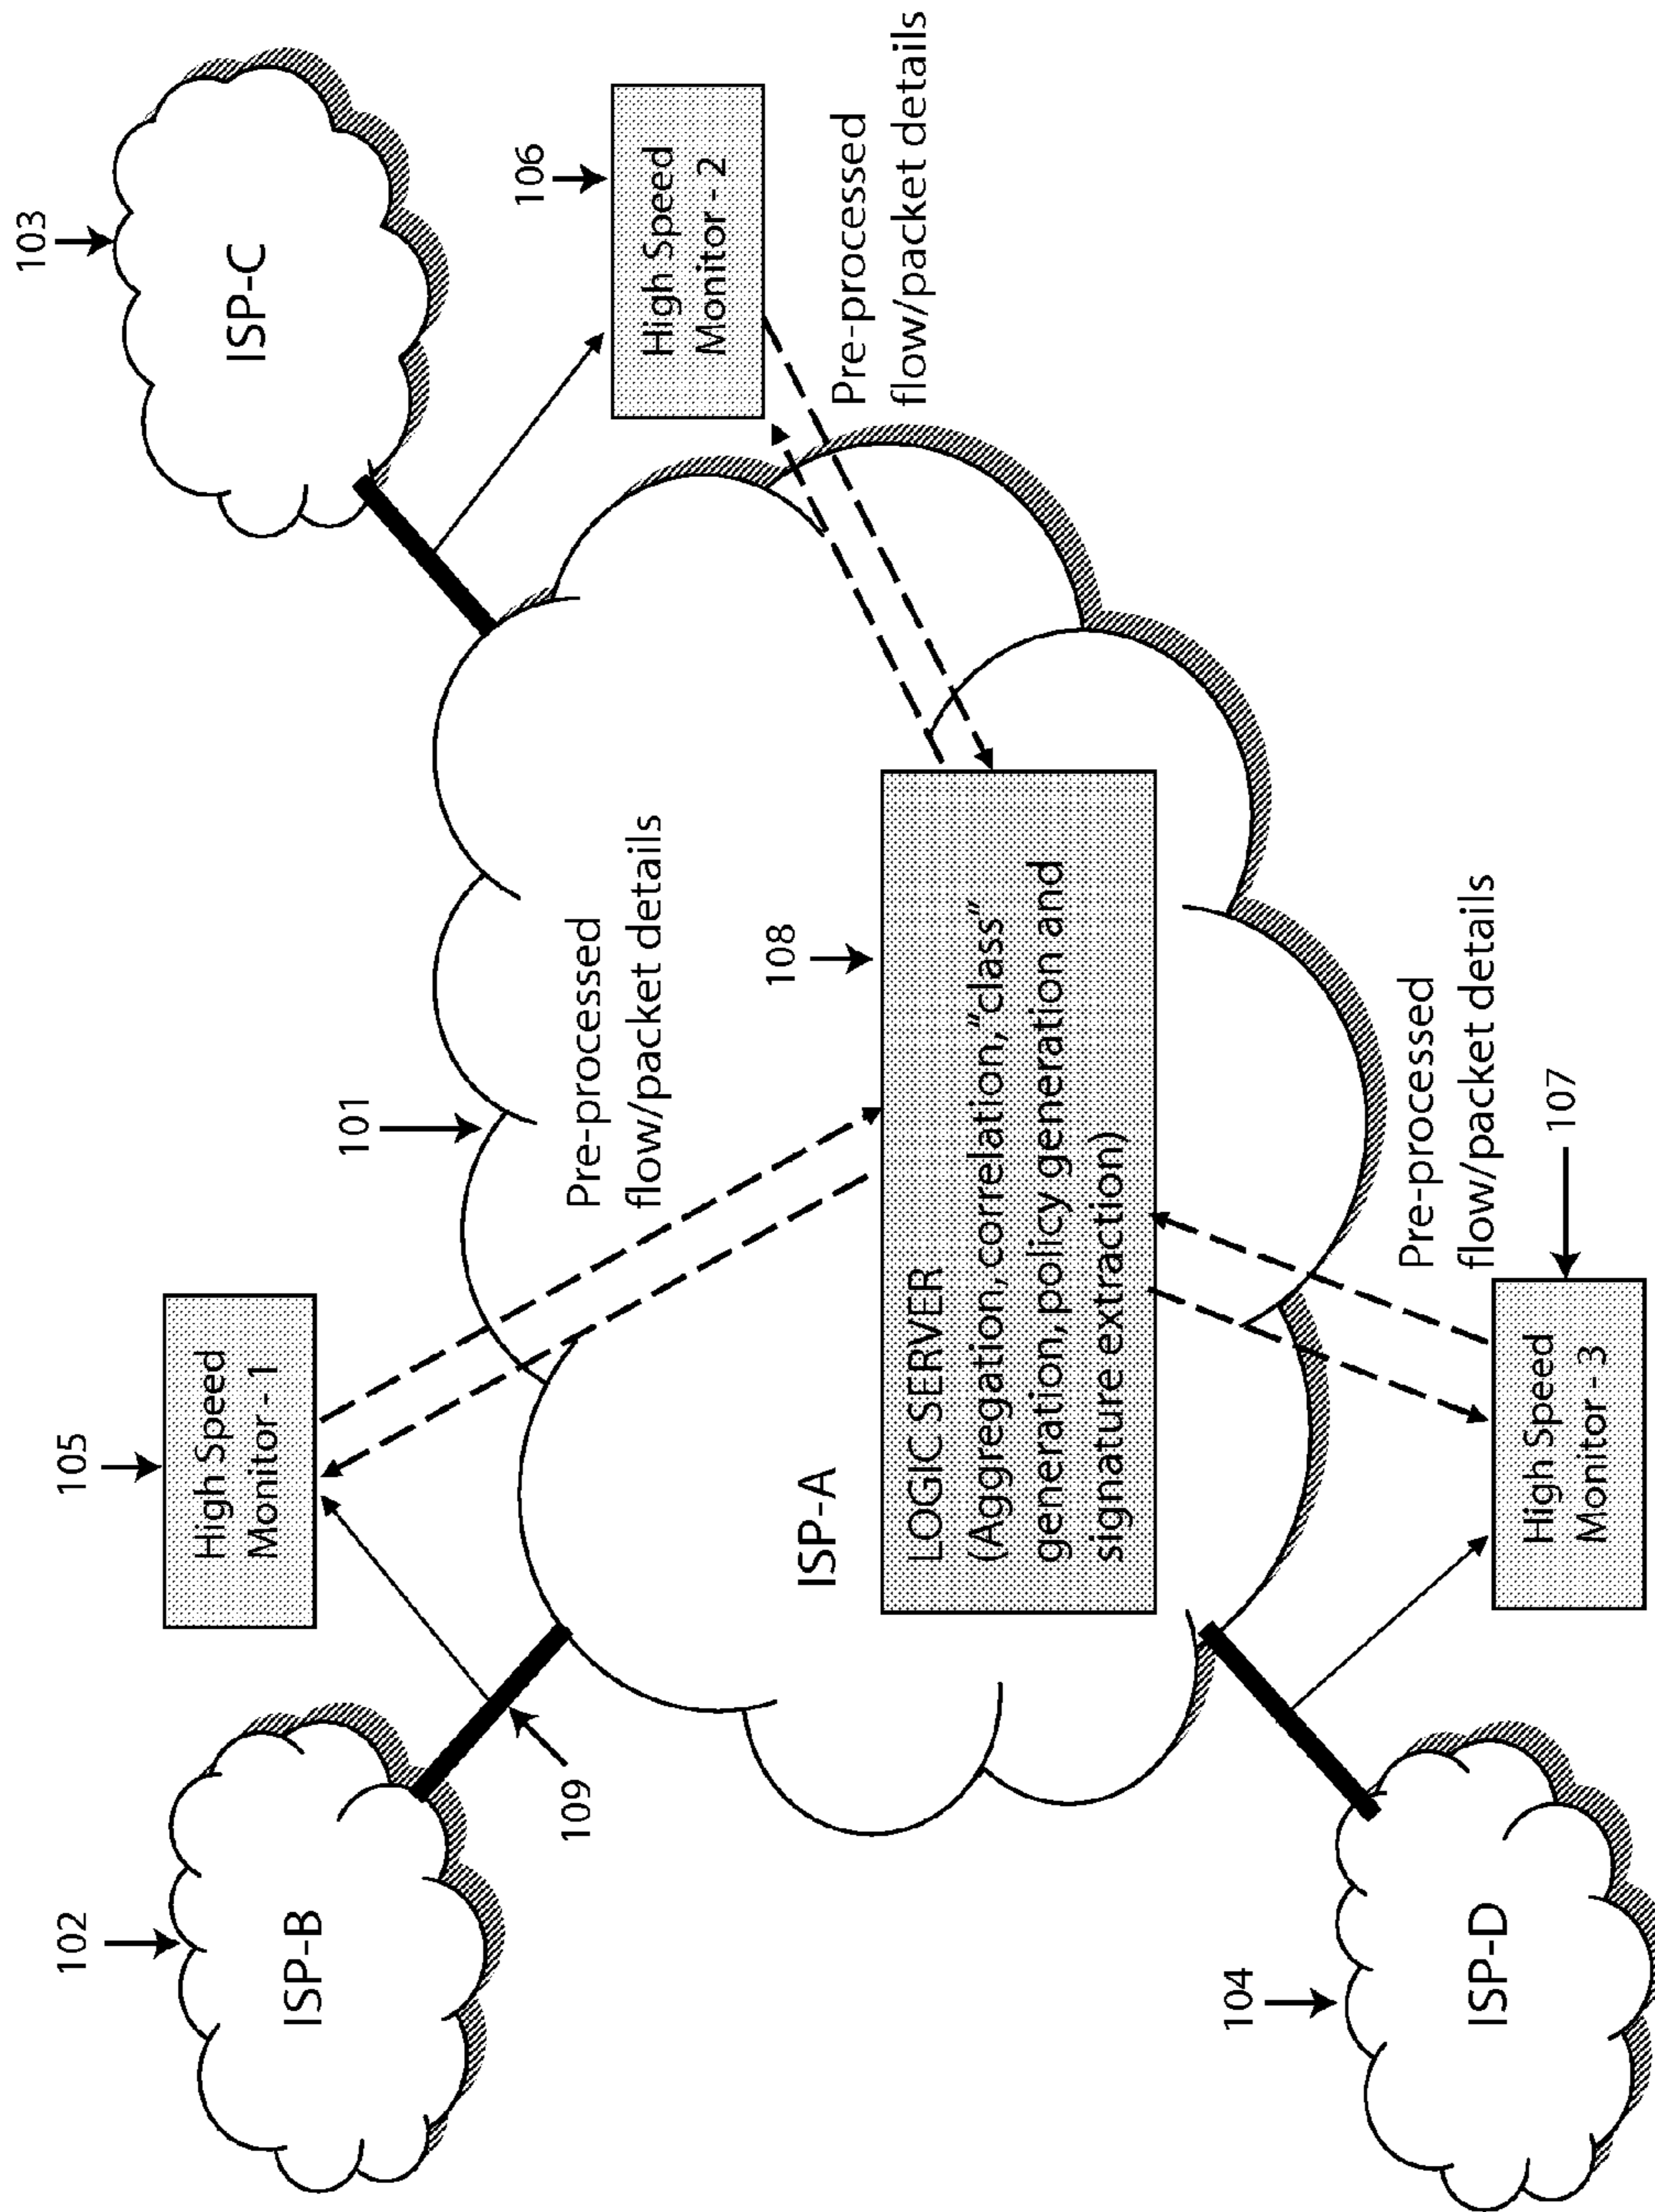 102
ISP-B
105
High Speed
Monitor - 1
103
ISP-C
109
101
Pre-processed
flow/packet details
106
High Speed
Monitor - 2
Pre-processed
flow/packet details
ISP-A
108
LOGIC SERVER
(Aggregation, correlation, "class"
generation, policy generation and
signature extraction)
104
ISP-D
High Speed
Monitor - 3
107
Pre-processed
flow/packet details